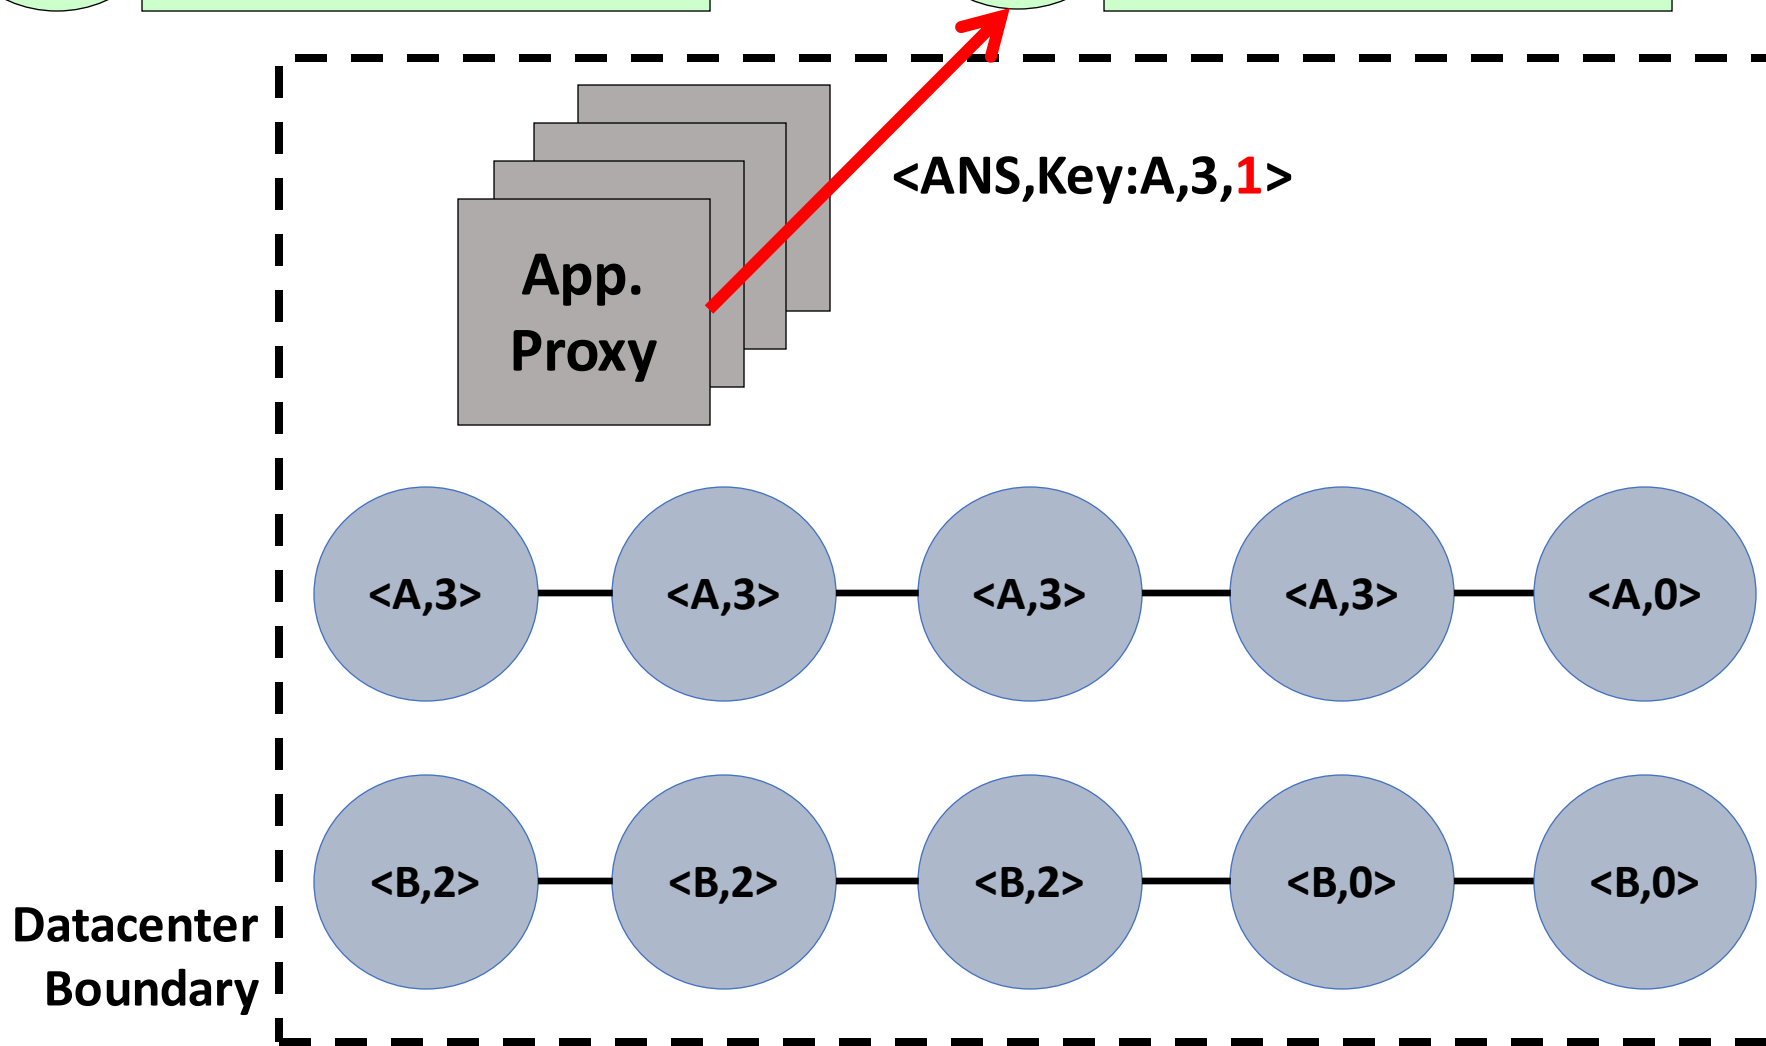 <ANS,Key:A,3,1>
App.
Proxy
<A,3>
<A,3>
<A,3>
<A,3>
<A,0>
<B,2>
<B,2>
<B,2>
<B,0>
<B,0>
Datacenter
Boundary